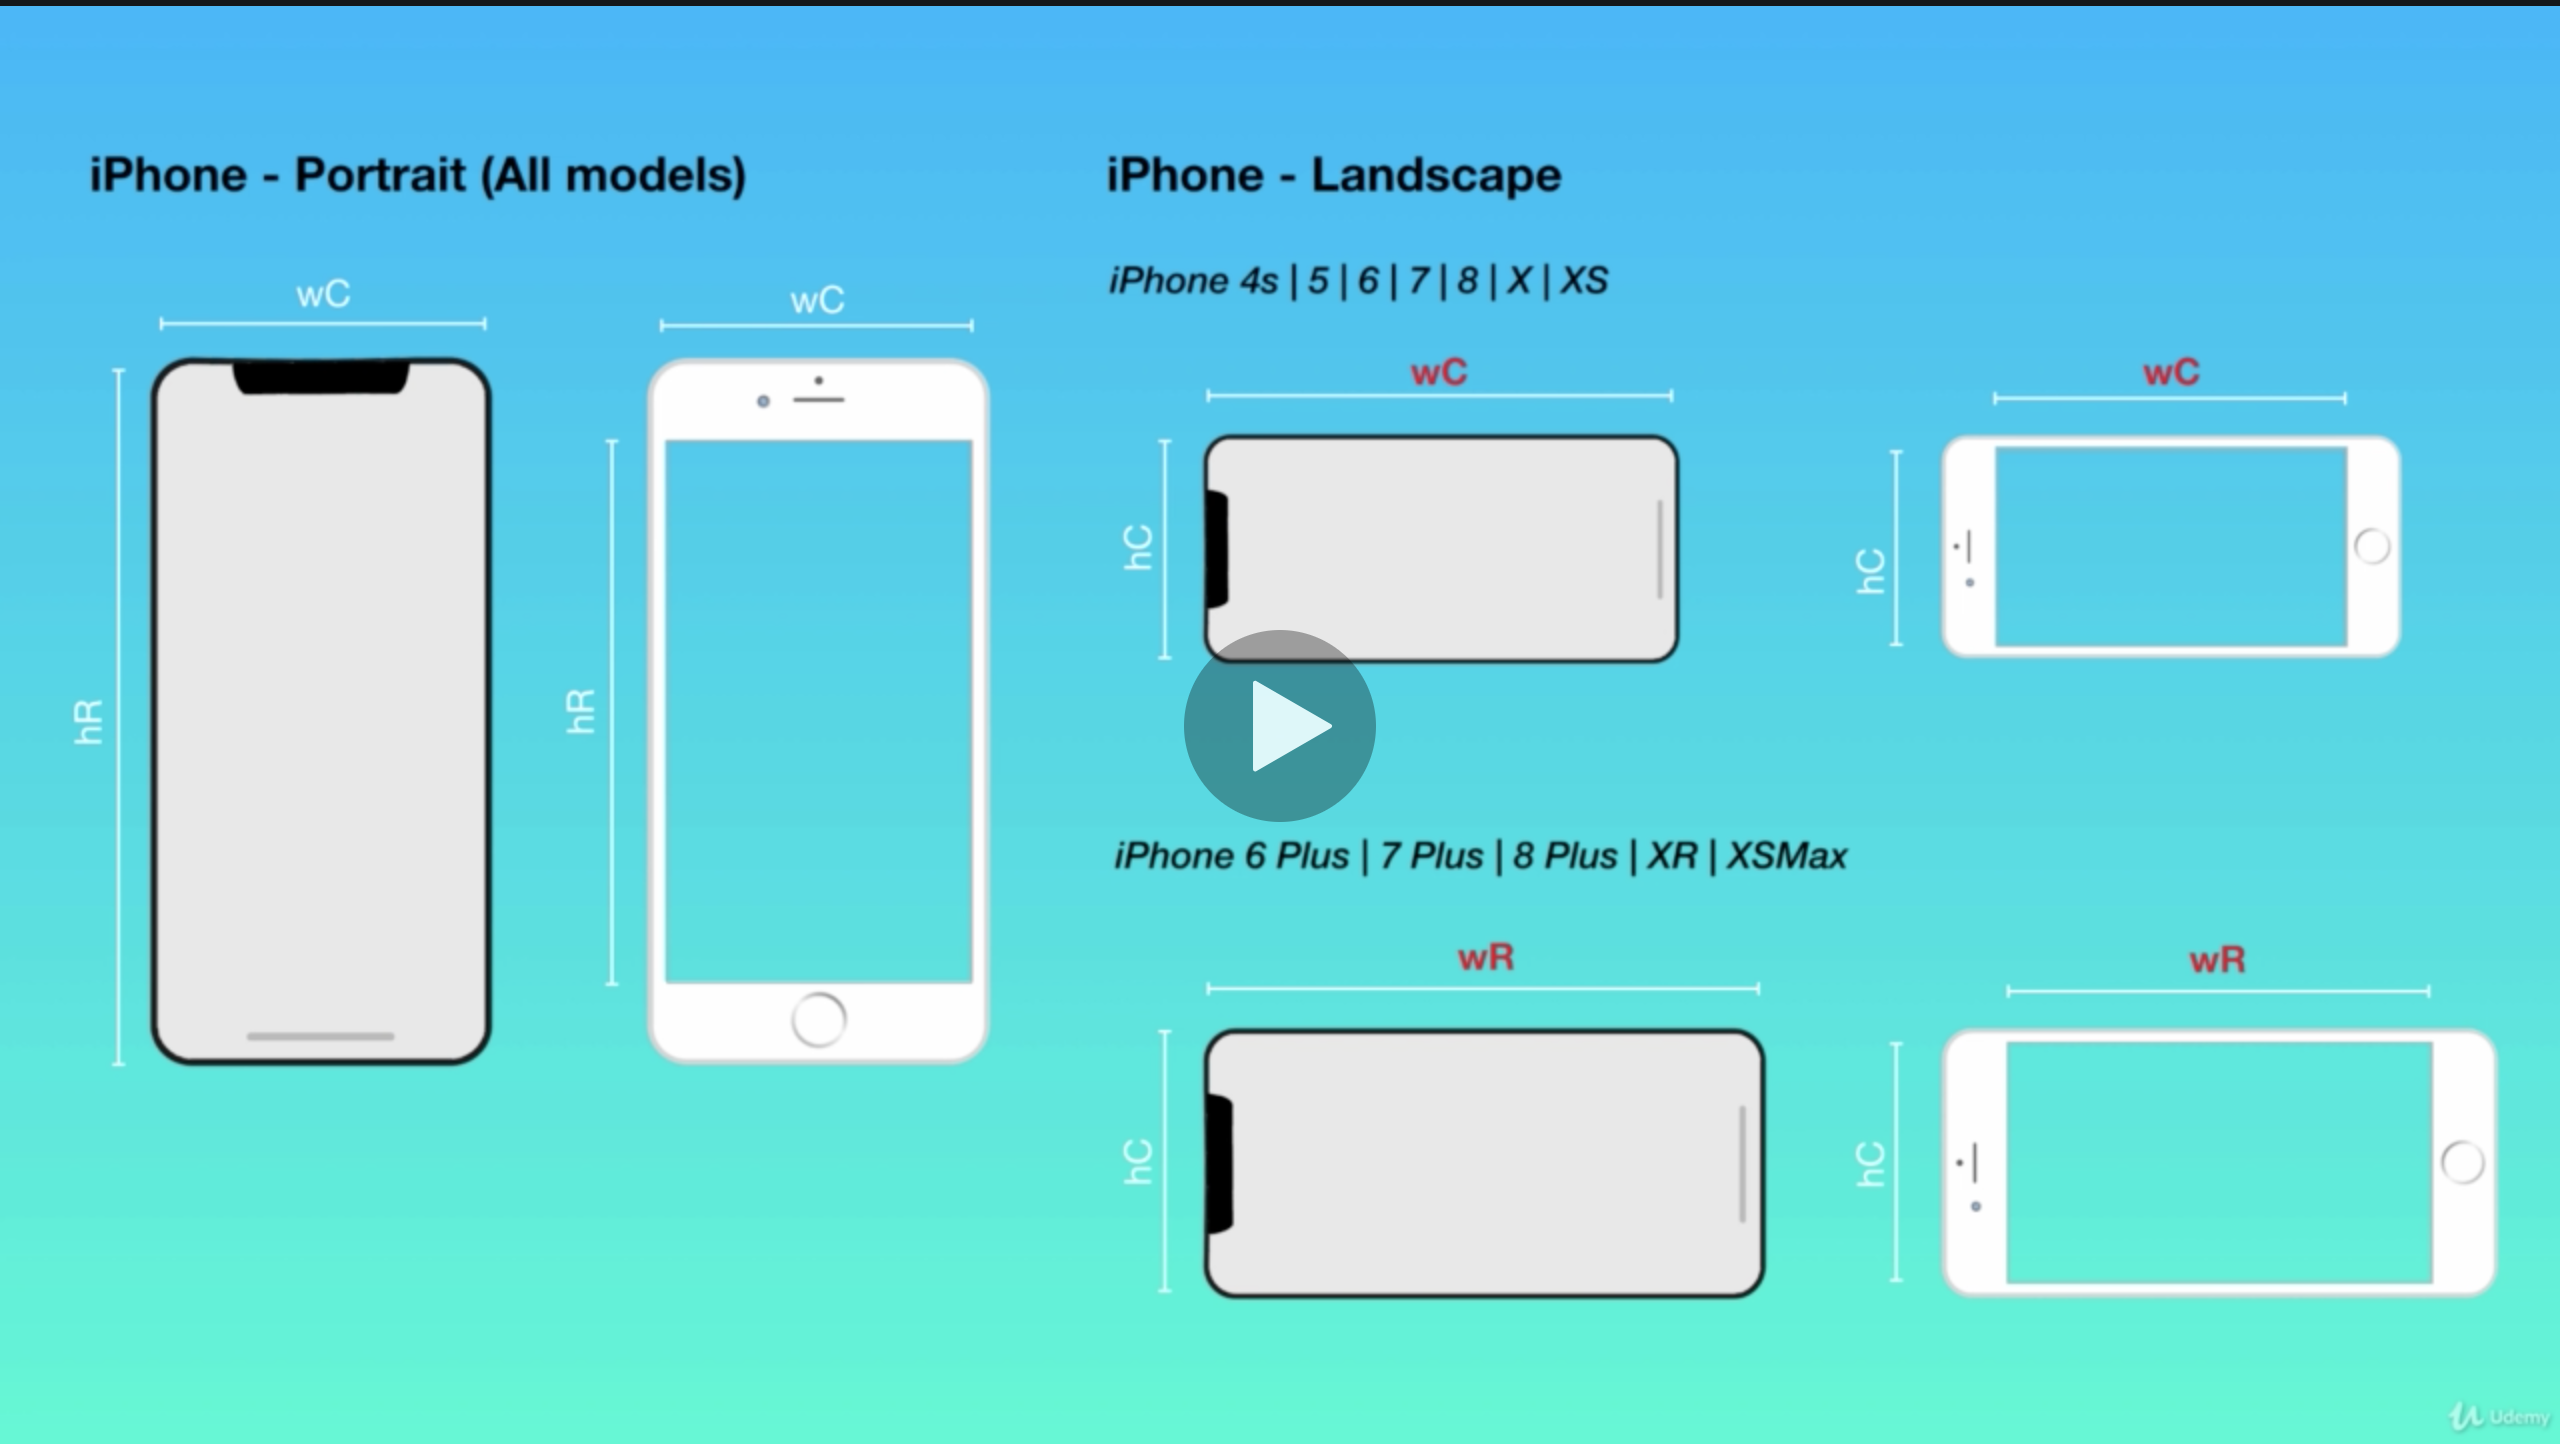 iPhone - Portrait (All models)
wC
wC
hR
hR
iPhone - Landscape
iPhone 4s | 5 | 6 | 7 | 8 | X | XS
wC
wC
hC
hC
iPhone 6 Plus | 7 Plus | 8 Plus | XR | XSMax
wR
wR
hC
hC
Udemy